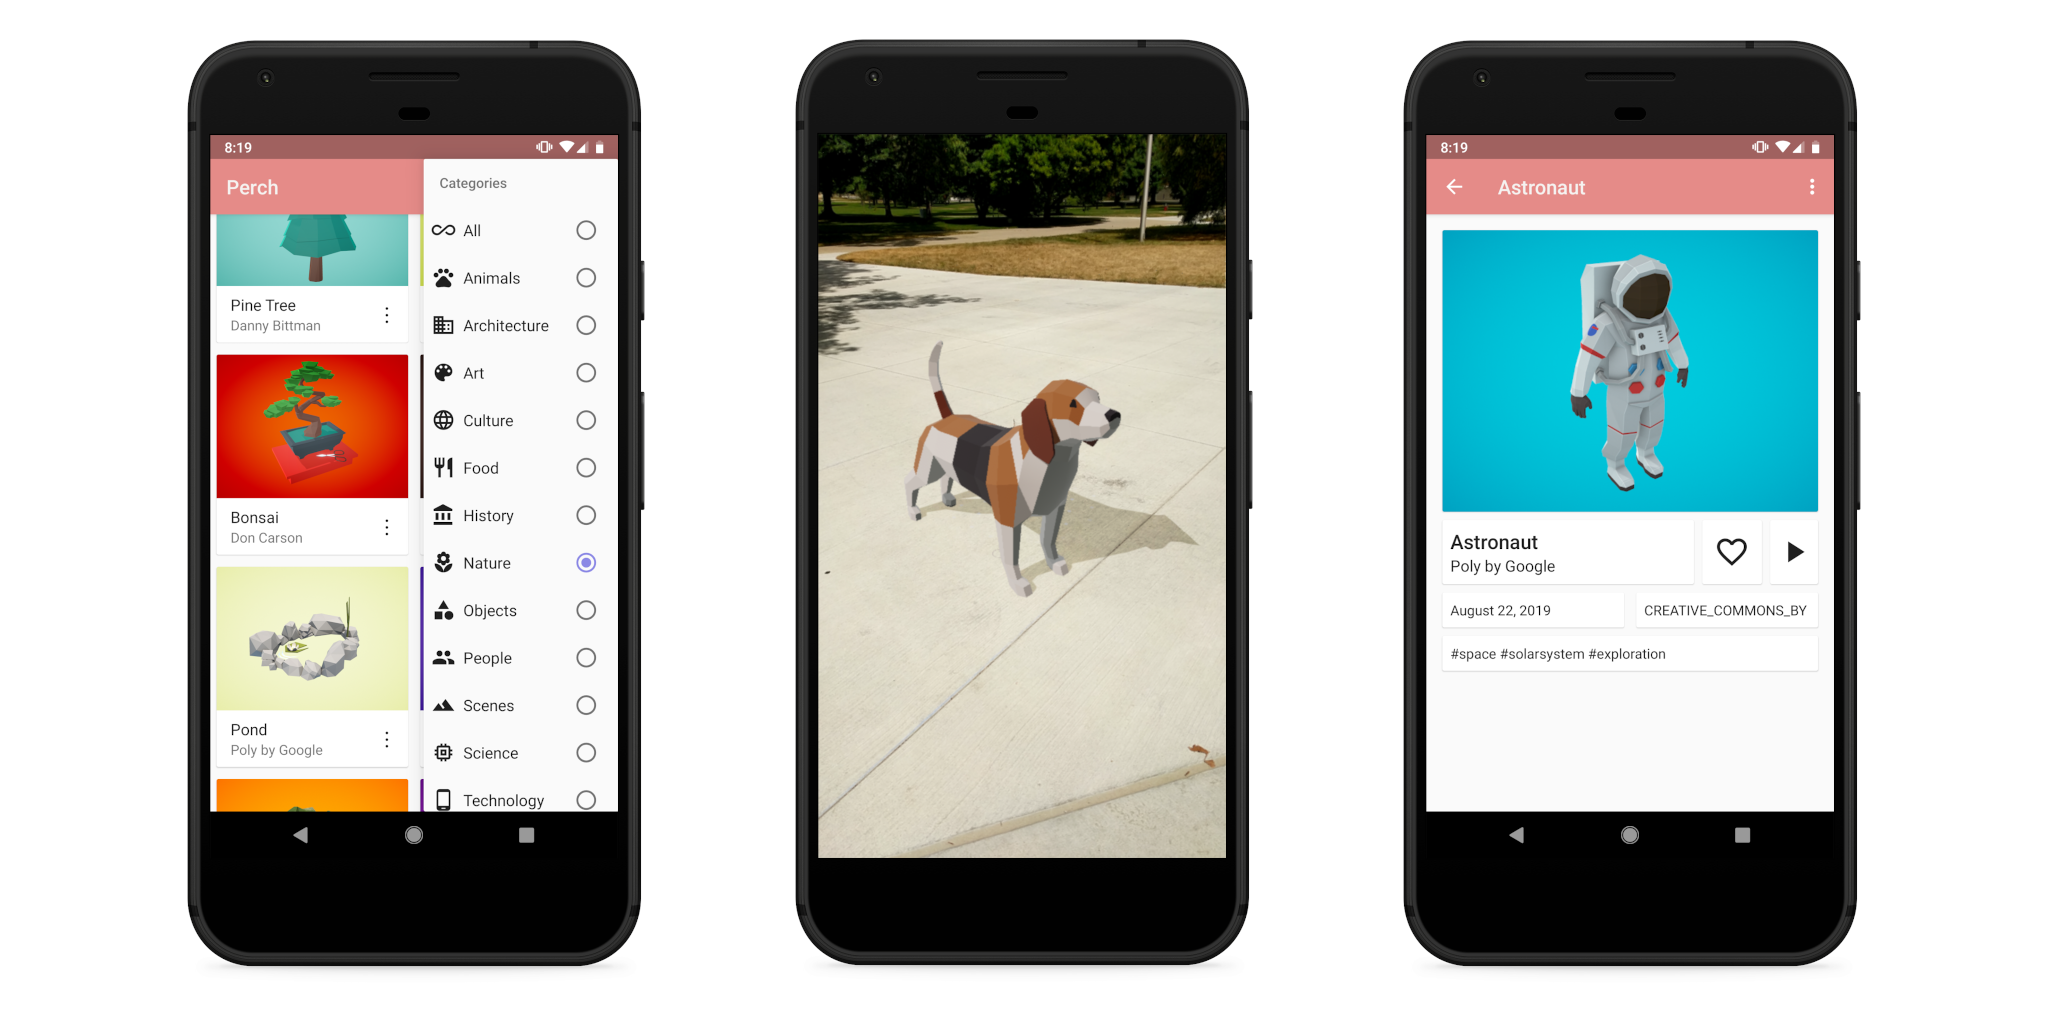 8:19
Perch
Pine Tree
Danny Bittman
Bonsai
Don Carson
Pond
Poly by Google
Categories
All
Animals
Architecture
Art
Culture
Food
History
Nature
Objects
People
Scenes
Science
Technology
8:19
Astronaut
Astronaut
Poly by Google
August 22, 2019
CREATIVE_COMMONS_BY
#space #solarsystem #exploration